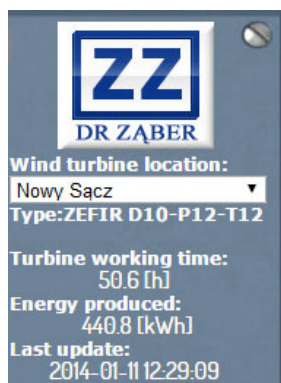 ZZ
DR ZĄBER
Wind turbine location:
Nowy Sącz
Type:ZEFIR D10-P12-T12
Turbine working time:
50.6 [h]
Energy produced:
440.8 [kWh]
Last update:
2014-01-11 12:29:09